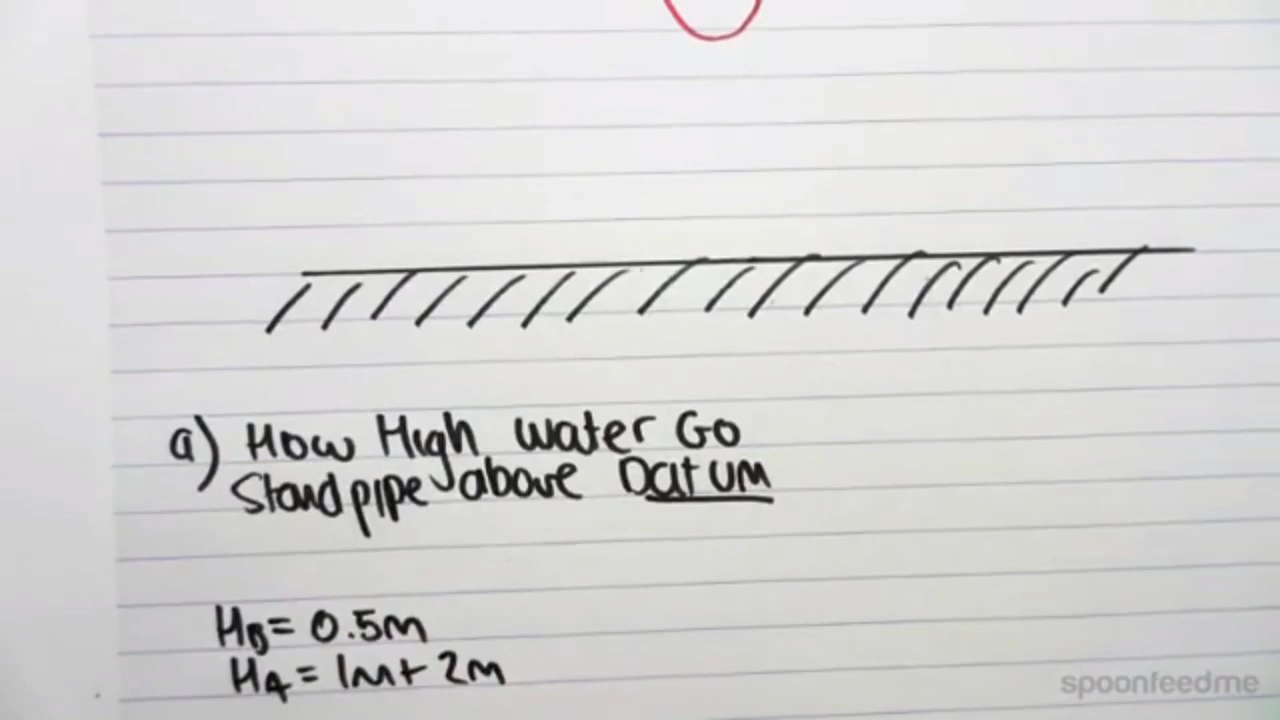 a) How High water Go
Standpipe above Datum
HB = 0.5m
HA = 1m + 2m
spoonfeedme